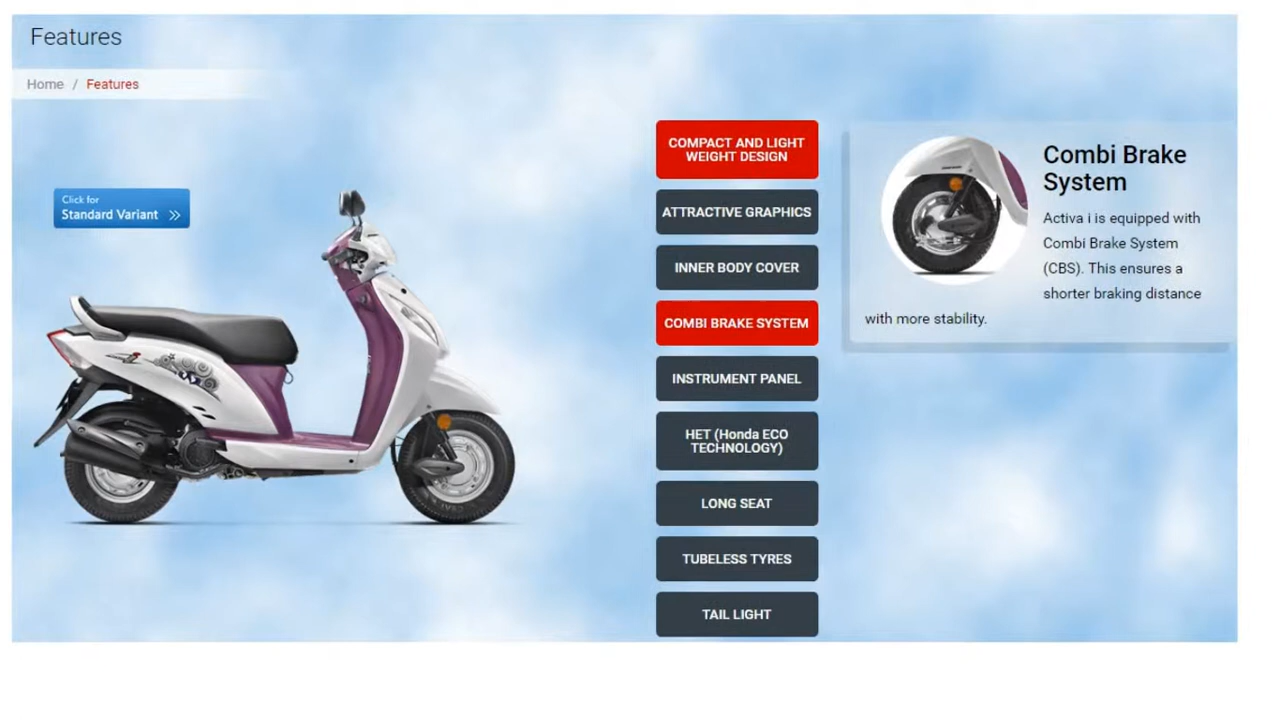 Features
Home / Features
Click for
Standard Variant >>
COMPACT AND LIGHT
WEIGHT DESIGN
ATTRACTIVE GRAPHICS
INNER BODY COVER
COMBI BRAKE SYSTEM
INSTRUMENT PANEL
HET (Honda ECO
TECHNOLOGY)
LONG SEAT
TUBELESS TYRES
TAIL LIGHT
Combi Brake
System
Activa i is equipped with
Combi Brake System
(CBS). This ensures a
shorter braking distance
with more stability.